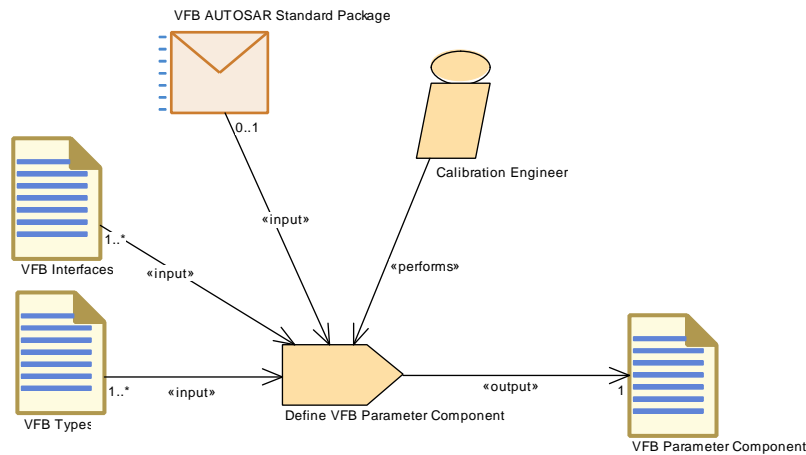 VFB AUTOSAR Standard Package
0..1
Calibration Engineer
«input»
1..*
VFB Interfaces
«input»
«performs»
1..*
«input»
VFB Types
Define VFB Parameter Component
«output»
1
VFB Parameter Component